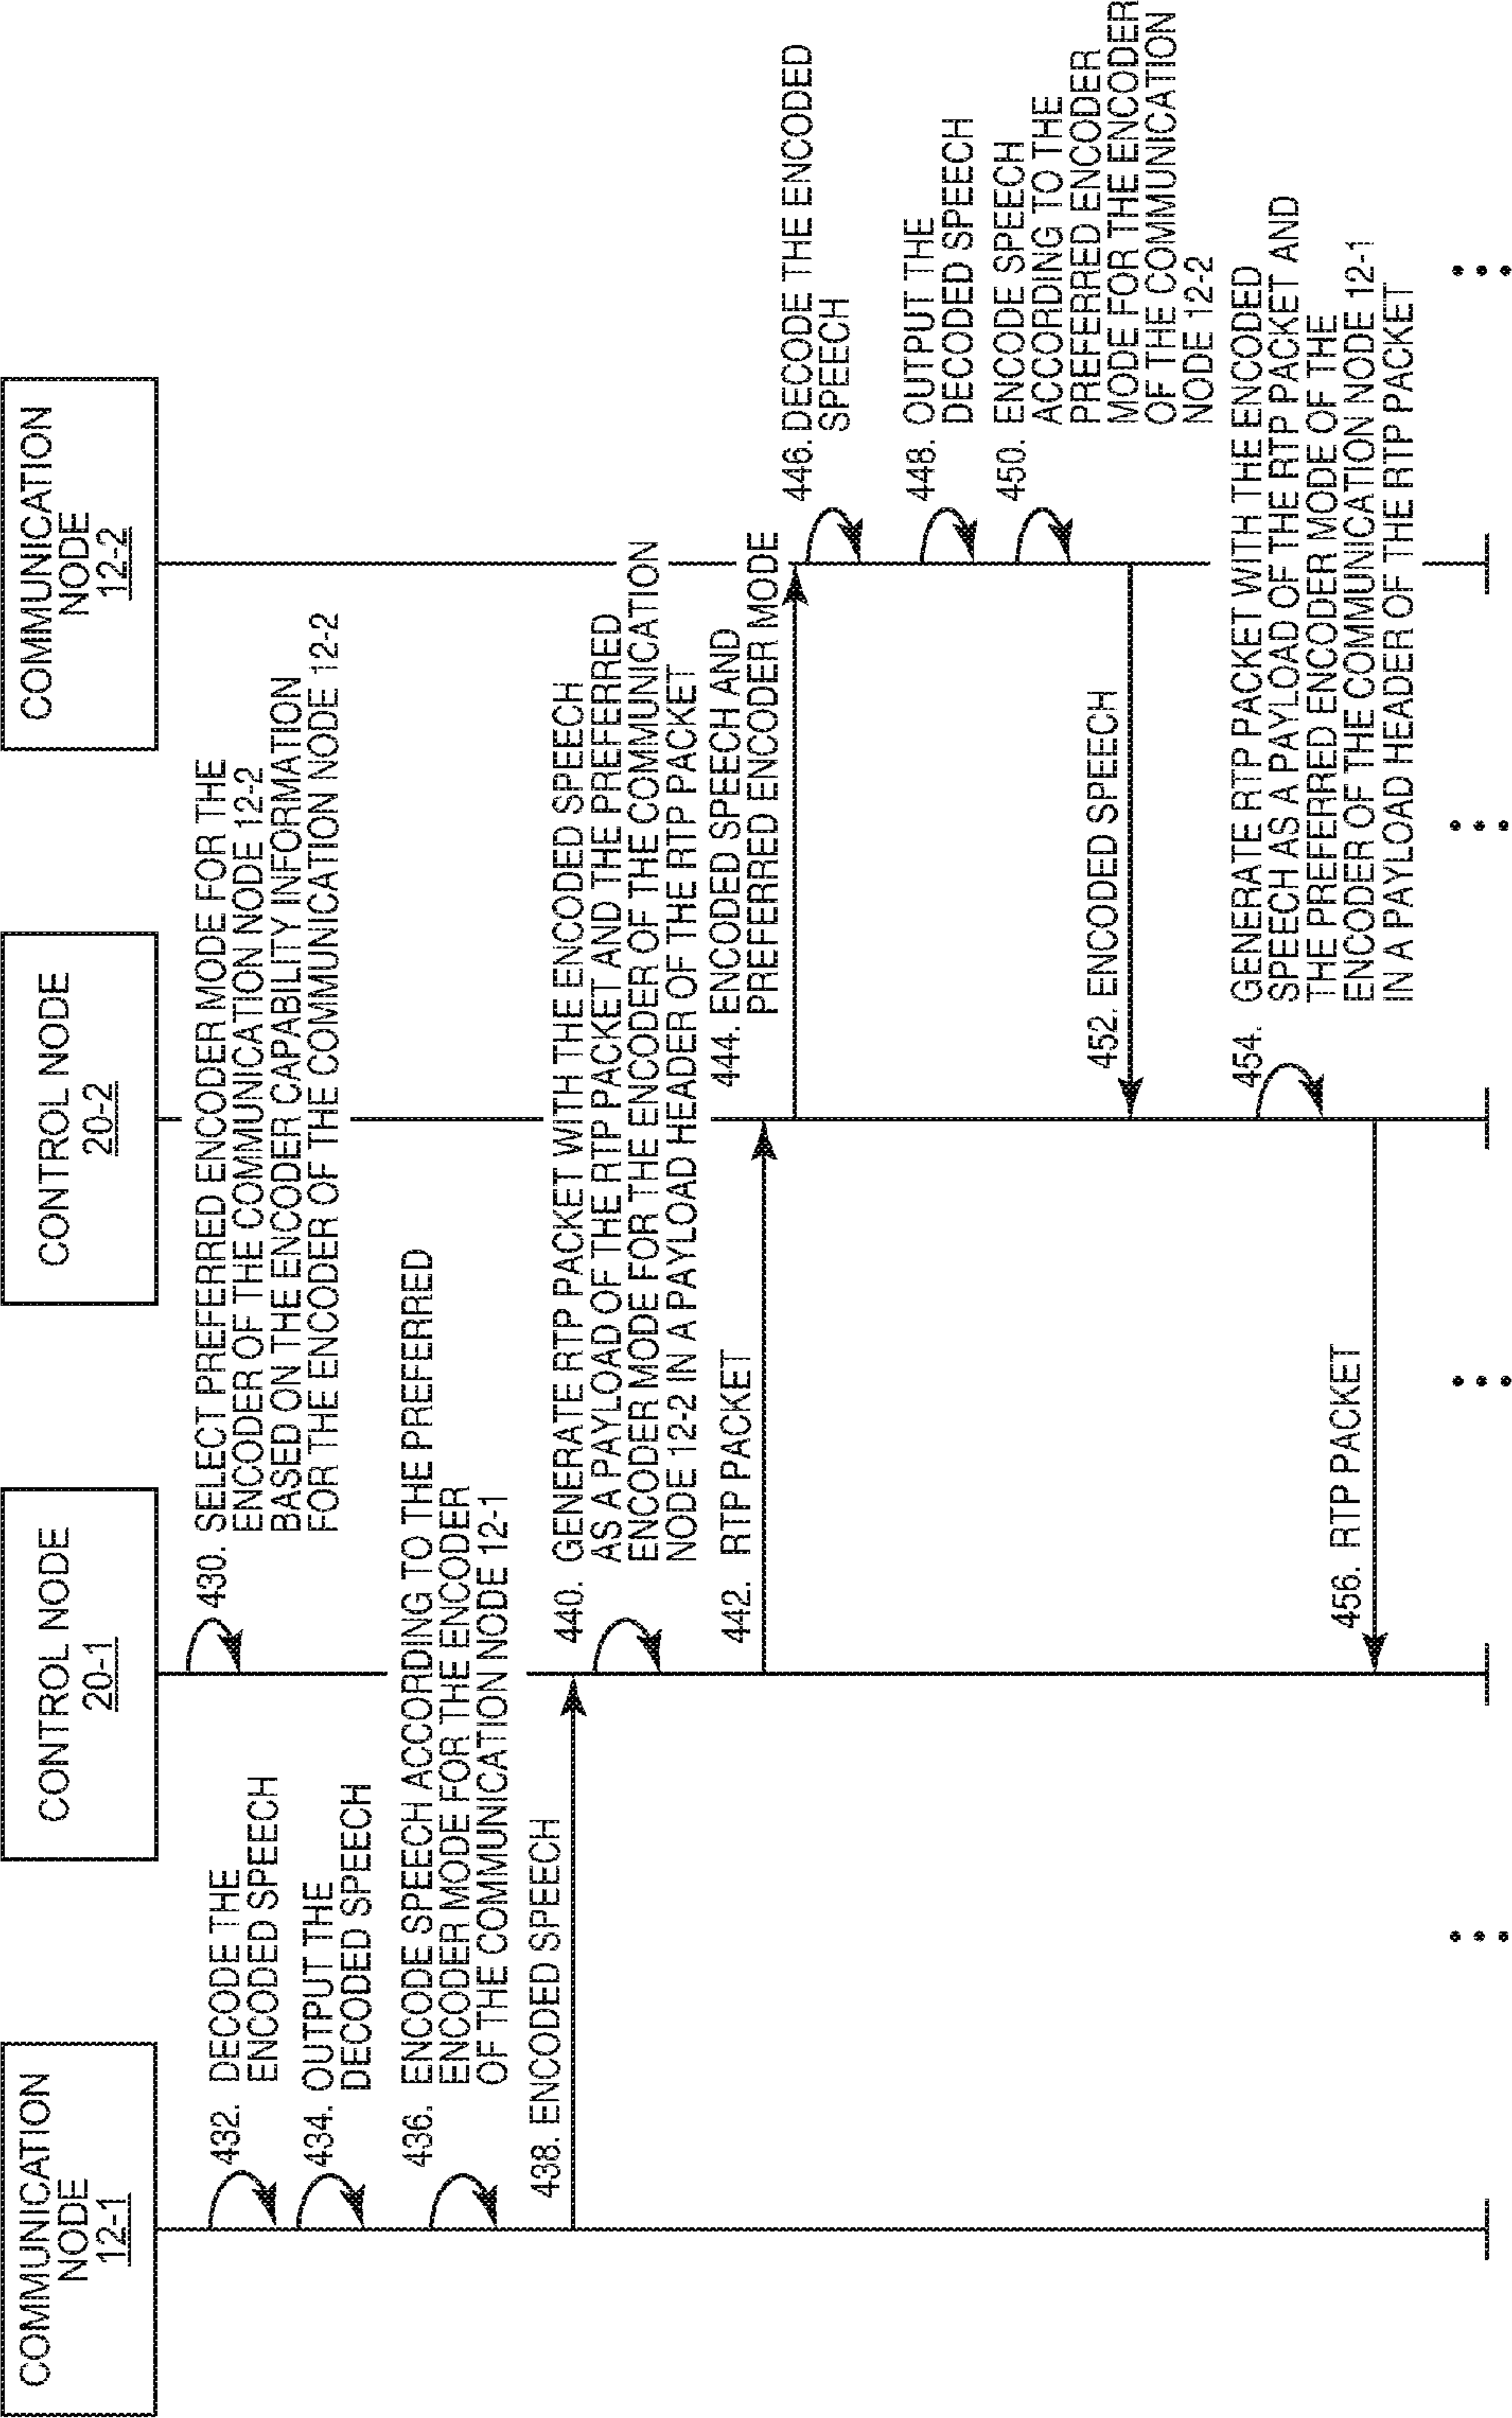 COMMUNICATION
NODE
12-1
CONTROL NODE
20-1
CONTROL NODE
20-2
COMMUNICATION
NODE
12-2
430. SELECT PREFERRED ENCODER MODE FOR THE
ENCODER OF THE COMMUNICATION NODE 12-2
BASED ON THE ENCODER CAPABILITY INFORMATION
FOR THE ENCODER OF THE COMMUNICATION NODE 12-2
432. DECODE THE
ENCODED SPEECH
434. OUTPUT THE
DECODED SPEECH
436. ENCODE SPEECH ACCORDING TO THE PREFERRED
ENCODER MODE FOR THE ENCODER
OF THE COMMUNICATION NODE 12-1
438. ENCODED SPEECH
440. GENERATE RTP PACKET WITH THE ENCODED SPEECH
AS A PAYLOAD OF THE RTP PACKET AND THE PREFERRED
ENCODER MODE FOR THE ENCODER OF THE COMMUNICATION
NODE 12-2 IN A PAYLOAD HEADER OF THE RTP PACKET
442. RTP PACKET
444. ENCODED SPEECH AND
PREFERRED ENCODER MODE
446. DECODE THE ENCODED
SPEECH
448. OUTPUT THE
DECODED SPEECH
450. ENCODE SPEECH
ACCORDING TO THE
PREFERRED ENCODER
MODE FOR THE ENCODER
OF THE COMMUNICATION
NODE 12-2
452. ENCODED SPEECH
454. GENERATE RTP PACKET WITH THE ENCODED
SPEECH AS A PAYLOAD OF THE RTP PACKET AND
THE PREFERRED ENCODER MODE OF THE
ENCODER OF THE COMMUNICATION NODE 12-1
IN A PAYLOAD HEADER OF THE RTP PACKET
456. RTP PACKET